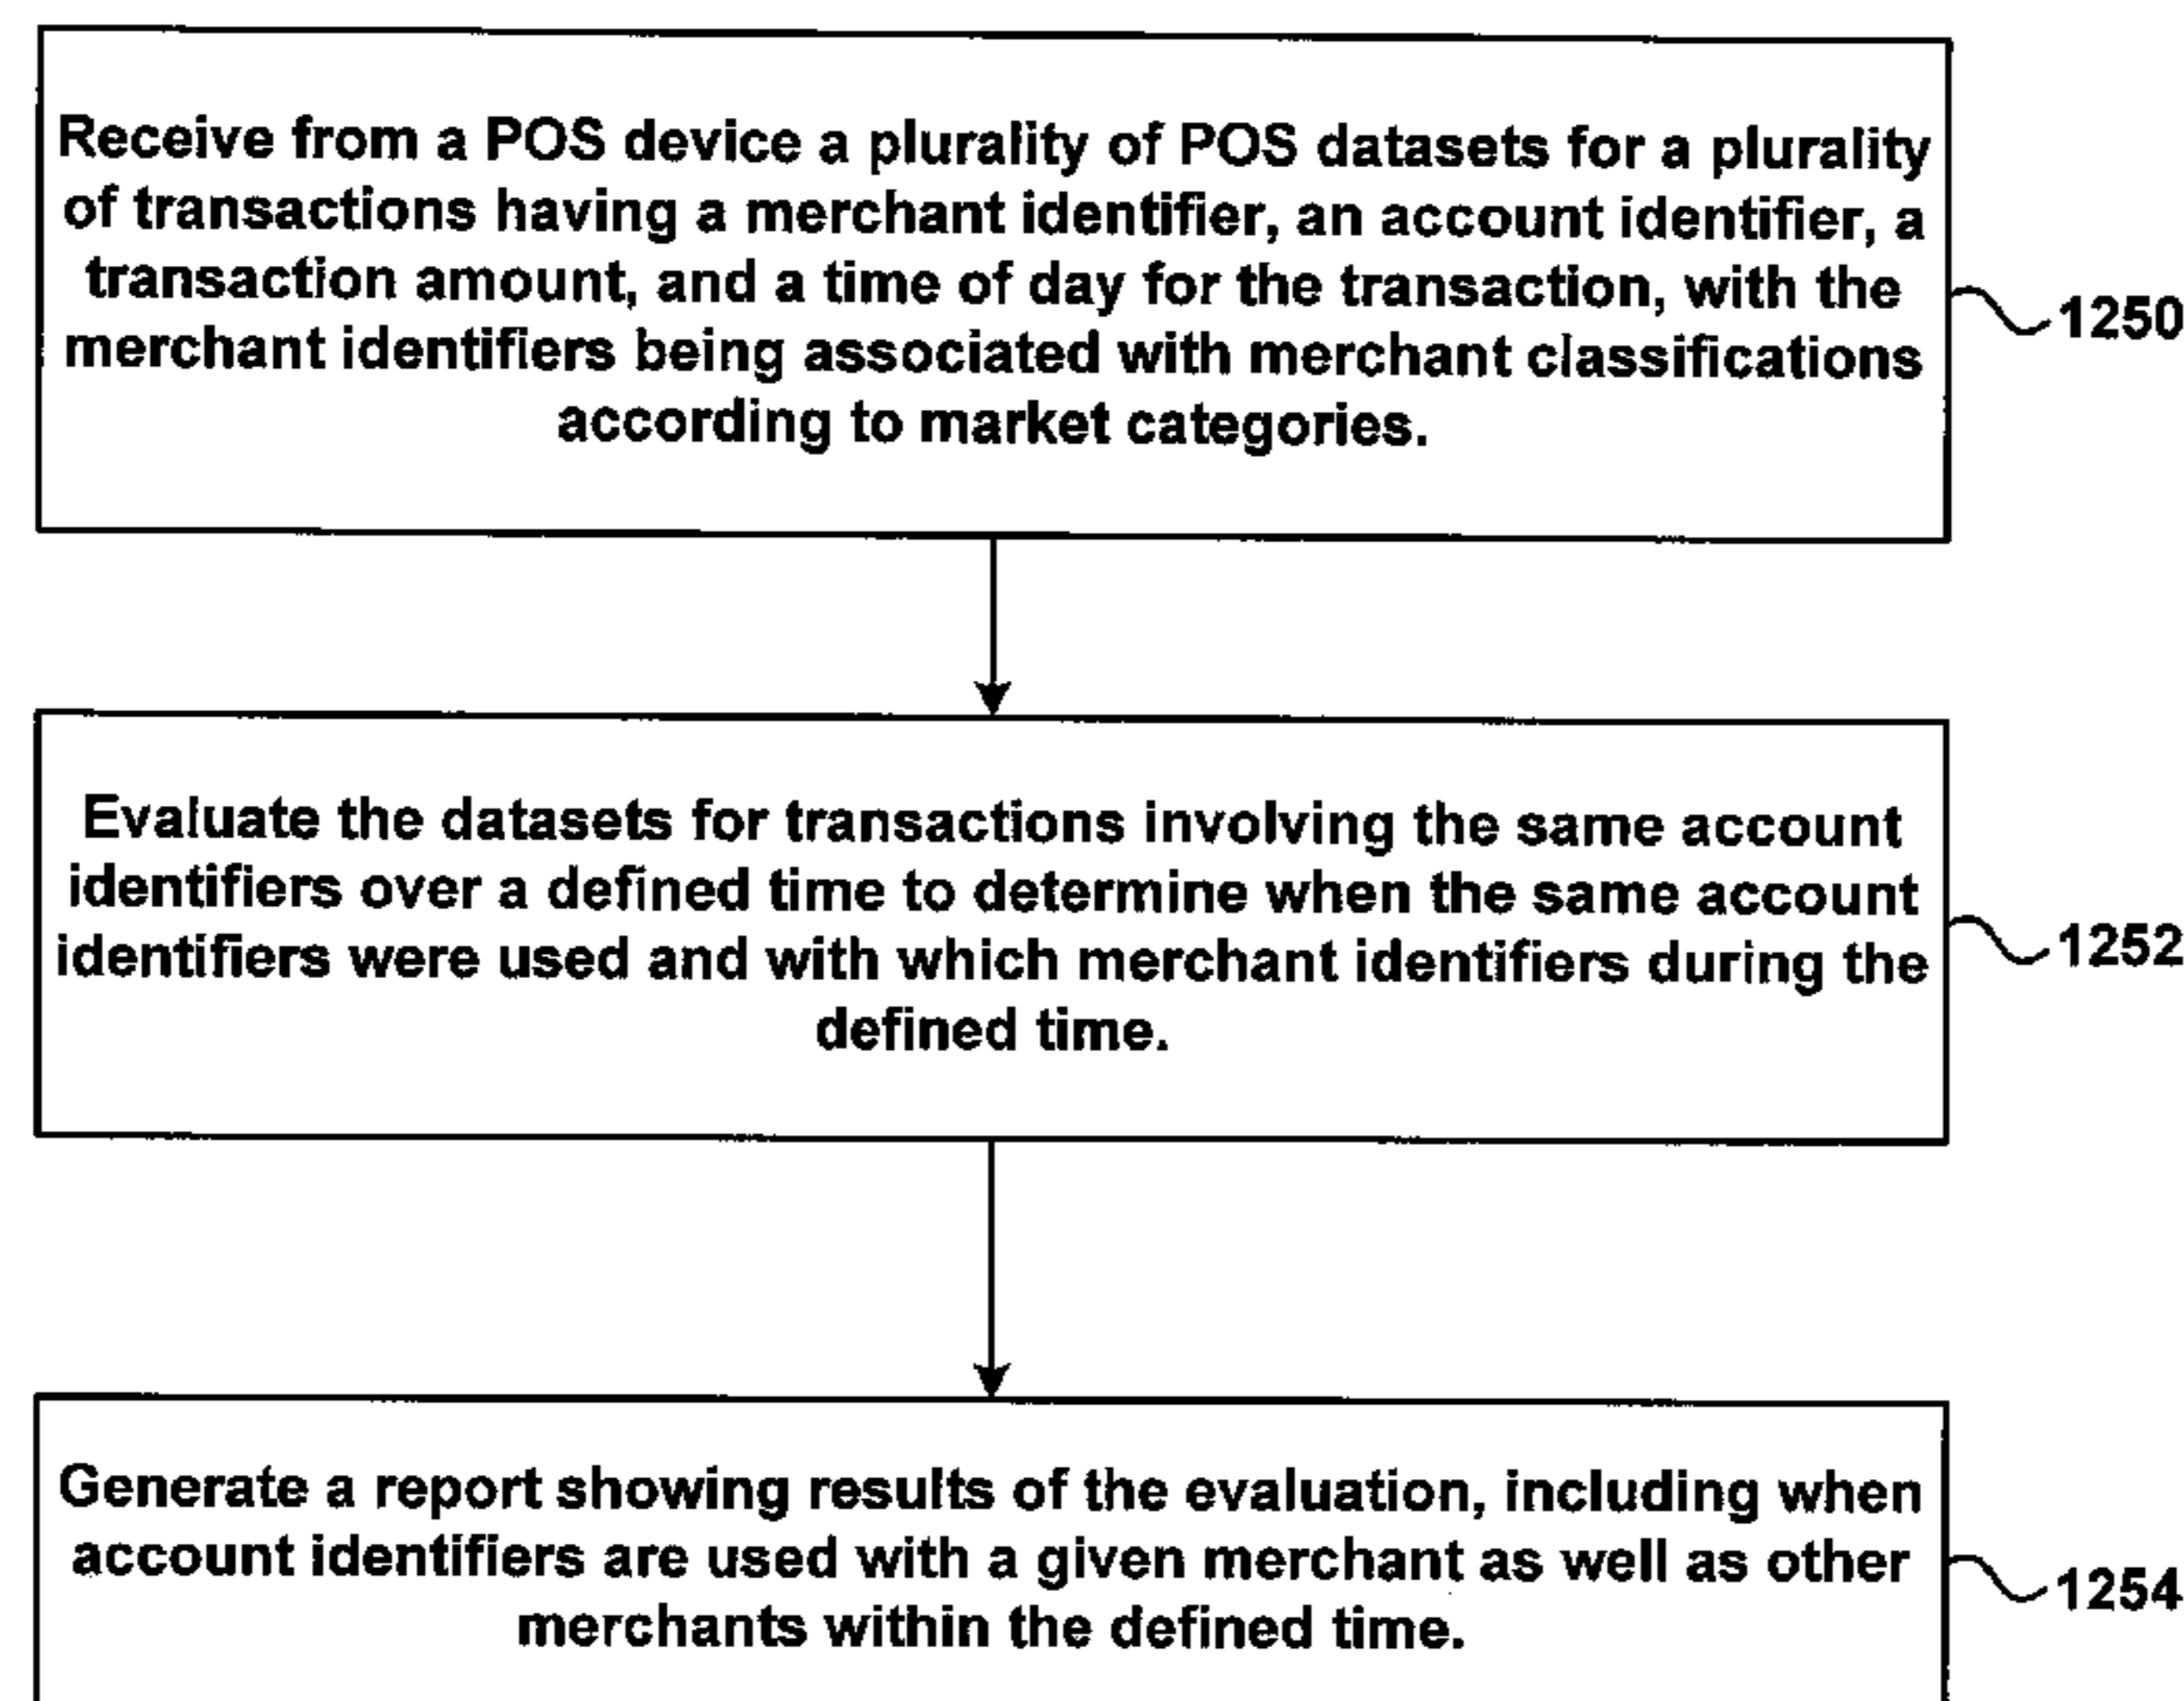 Receive from a POS device a plurality of POS datasets for a plurality
of transactions having a merchant identifier, an account identifier, a
transaction amount, and a time of day for the transaction, with the
merchant identifiers being associated with merchant classifications
according to market categories.
1250
Evaluate the datasets for transactions involving the same account
identifiers over a defined time to determine when the same account
identifiers were used and with which merchant identifiers during the
defined time.
1252
Generate a report showing results of the evaluation, including when
account identifiers are used with a given merchant as well as other
merchants within the defined time.
1254